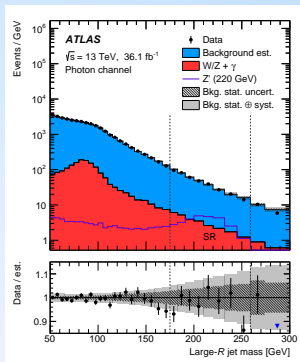 Events / GeV
10⁶
10⁵
10⁴
10³
10²
10
1
ATLAS
√s = 13 TeV, 36.1 fb⁻¹
Photon channel
Data
Background est.
W/Z + γ
Z' (220 GeV)
Bkg. stat. uncert.
Bkg. stat. ⊕ syst.
SR
Data / est.
1.1
1
0.9
50 100 150 200 250 300
Large-R jet mass [GeV]